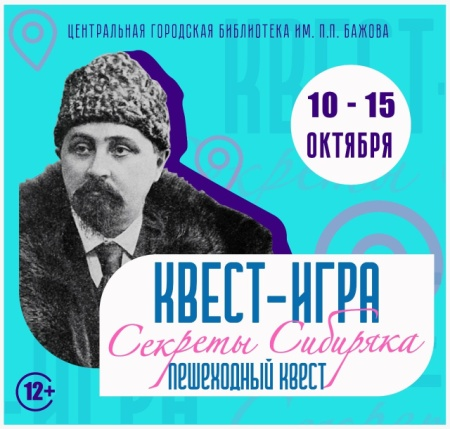 ЦЕНТРАЛЬНАЯ ГОРОДСКАЯ БИБЛИОТЕКА ИМ. П.П. БАЖОВА
10 - 15
ОКТЯБРЯ
КВЕСТ-ИГРА
Секреты Сибиряка
ПЕШЕХОДНЫЙ КВЕСТ
12+